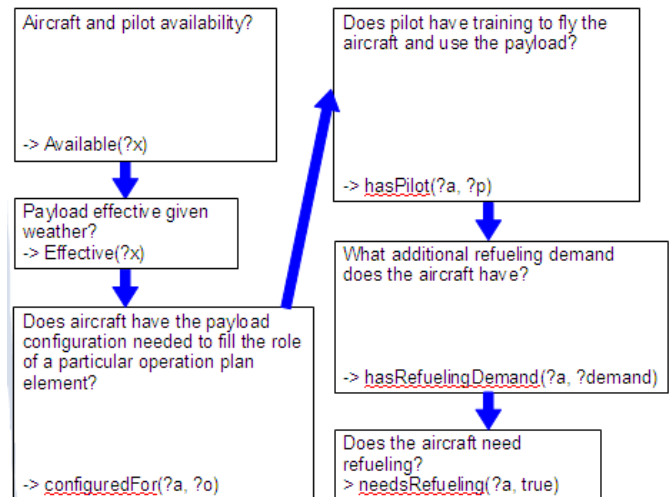 Aircraft and pilot availability?
-> Available(?x)
Payload effective given
weather?
-> Effective(?x)
Does aircraft have the payload
configuration needed to fill the role
of a particular operation plan
element?
-> configuredFor(?a, ?o)
Does pilot have training to fly the
aircraft and use the payload?
-> hasPilot(?a, ?p)
What additional refueling demand
does the aircraft have?
-> hasRefuelingDemand(?a, ?demand)
Does the aircraft need
refueling?
> needsRefueling(?a, true)